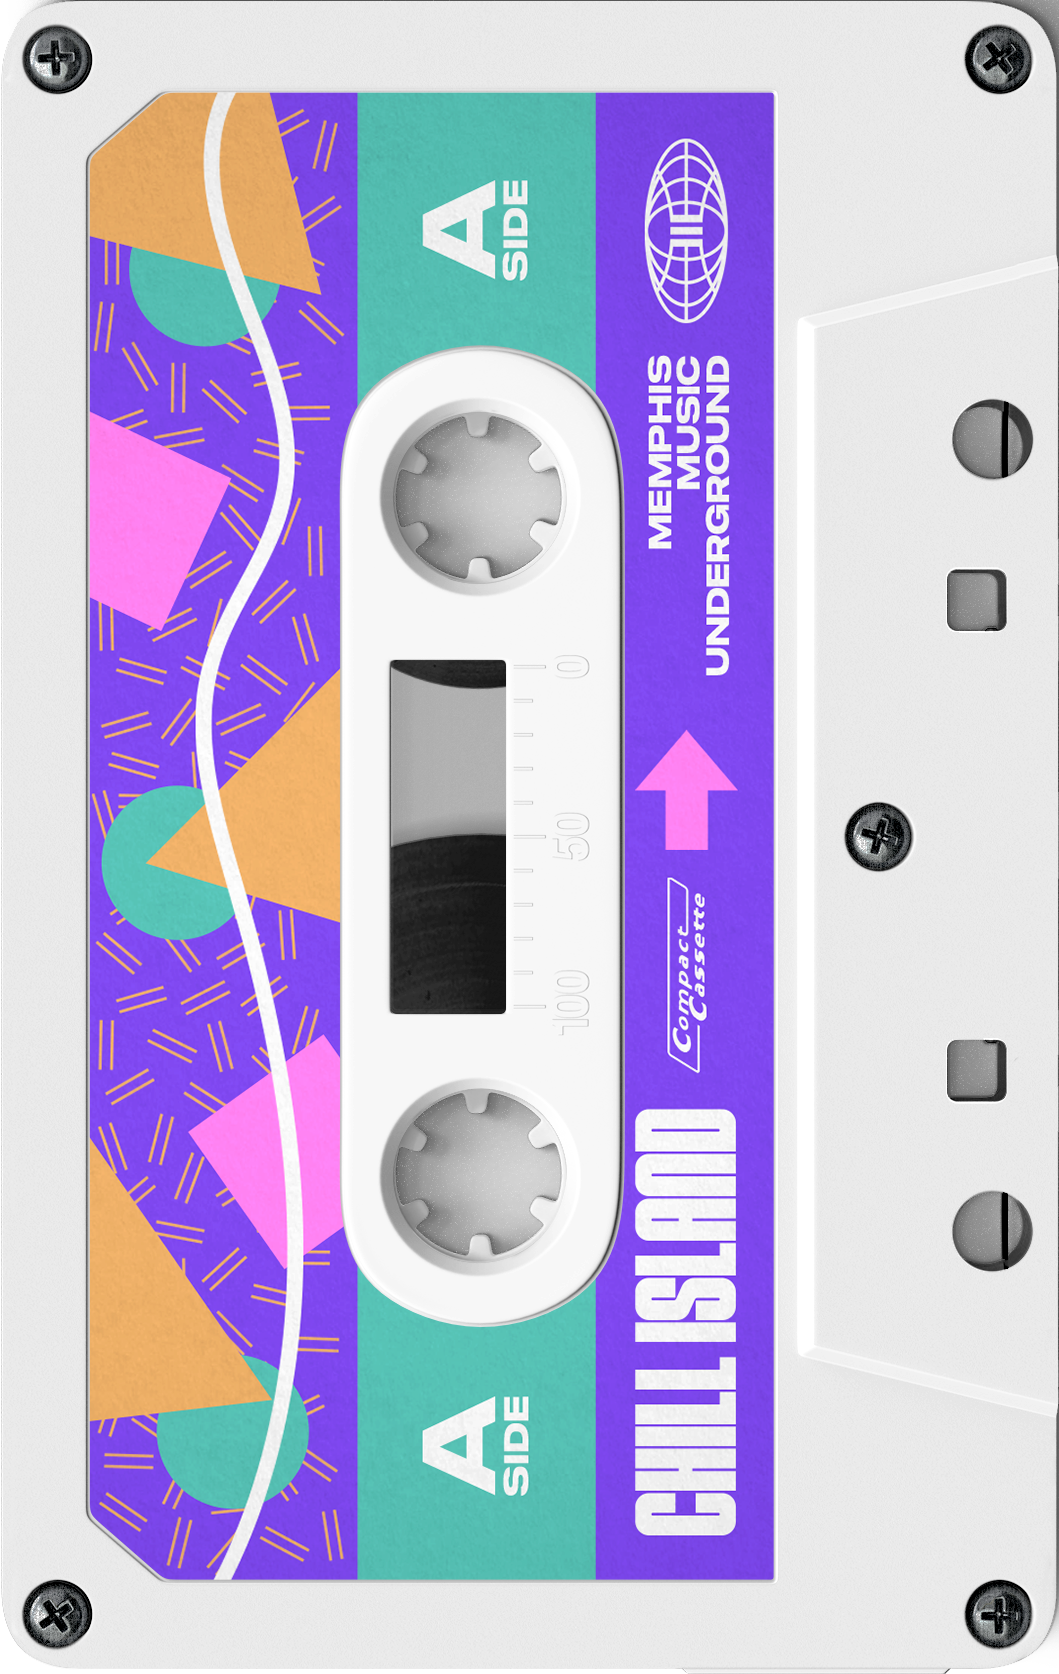 A
SIDE
100 50 0
A
SIDE
CHILL ISLAND
Compact
Cassette
MEMPHIS
MUSIC
UNDERGROUND